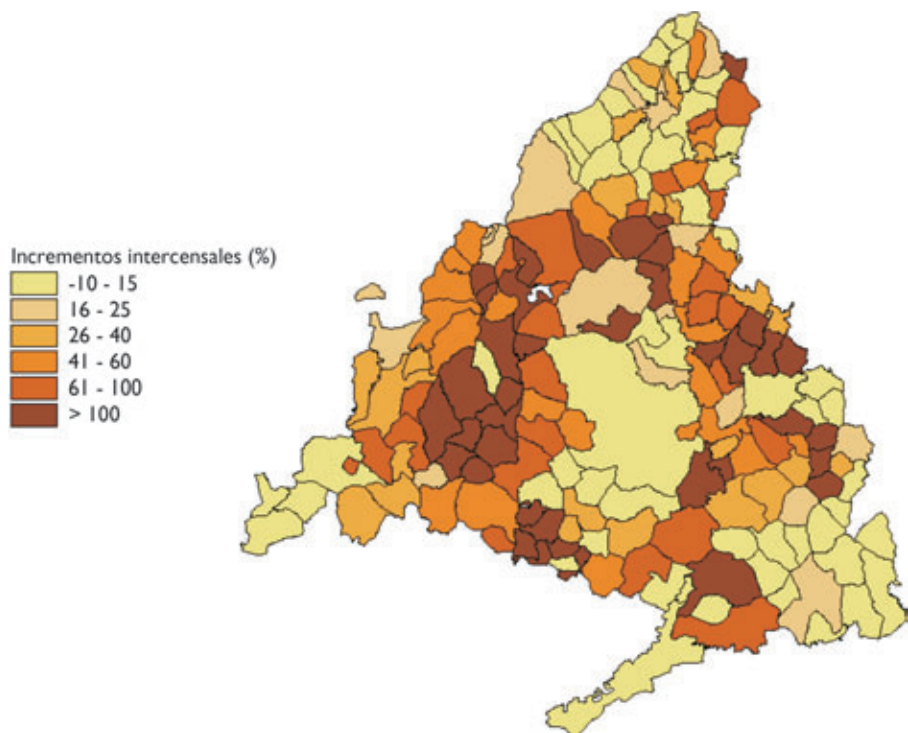 Incrementos intercensales (%)
-10 - 15
16 - 25
26 - 40
41 - 60
61 - 100
> 100